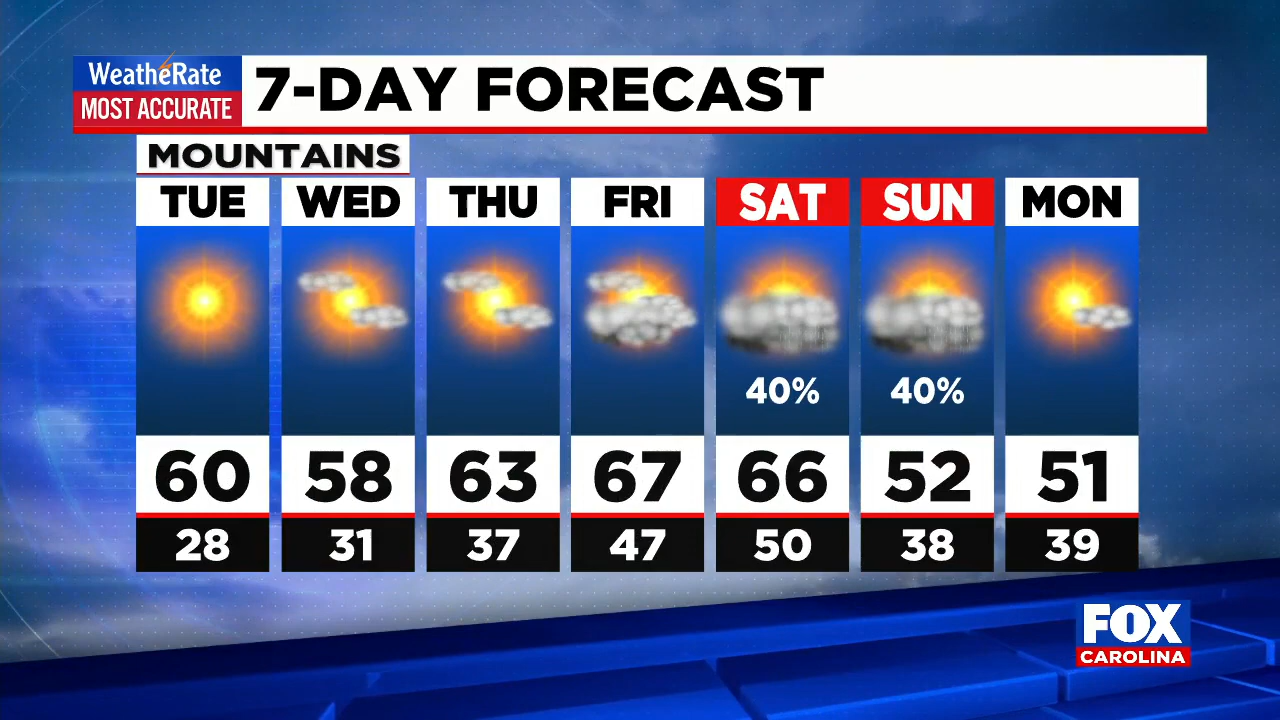 WeatheRate
MOST ACCURATE
7-DAY FORECAST
MOUNTAINS
TUE WED THU FRI SAT SUN MON
40% 40%
60 58 63 67 66 52 51
28 31 37 47 50 38 39
FOX
CAROLINA